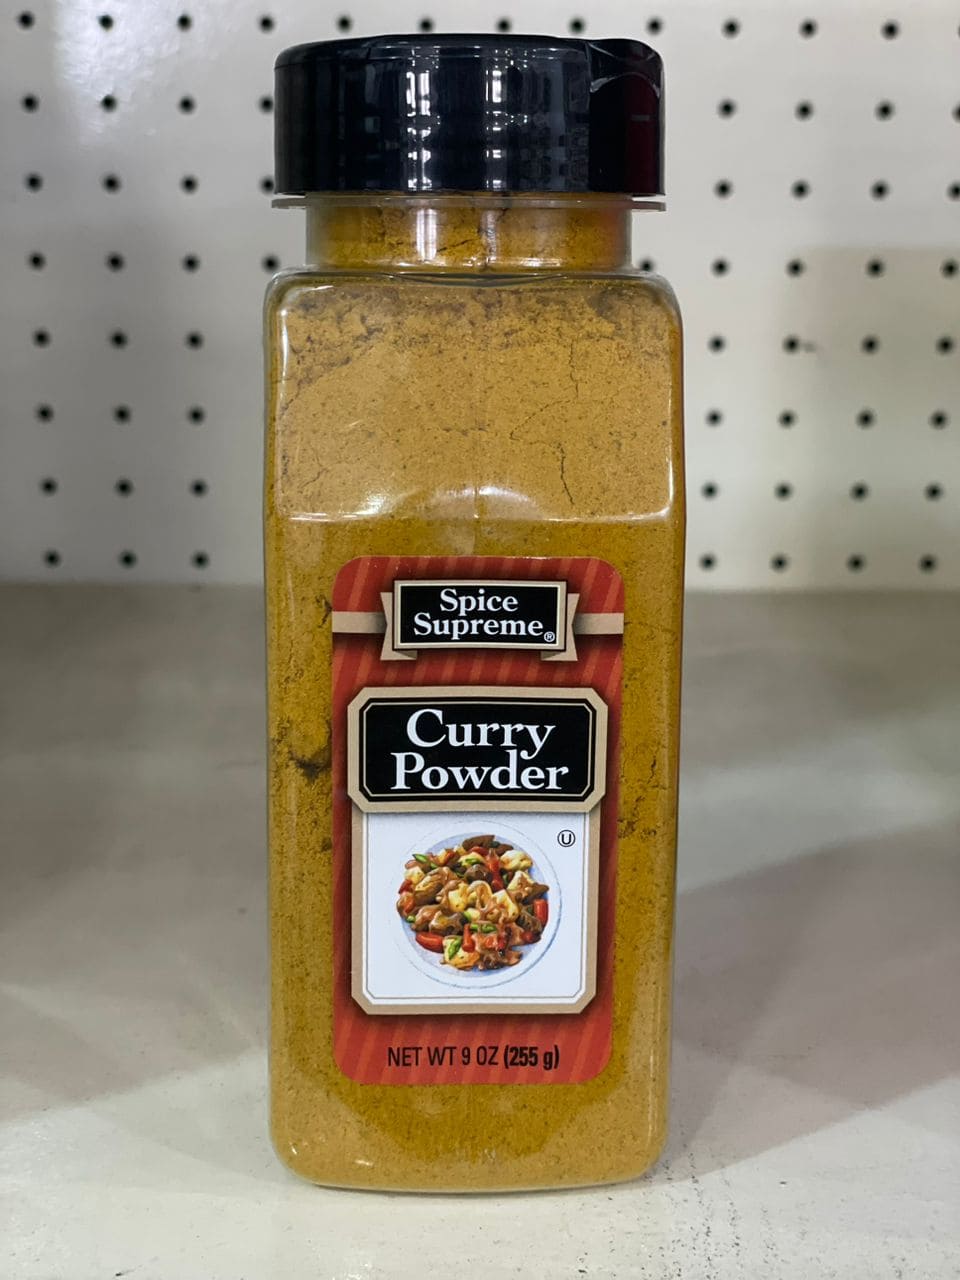 Spice
Supreme®
Curry
Powder
U
NET WT 9 OZ (255 g)